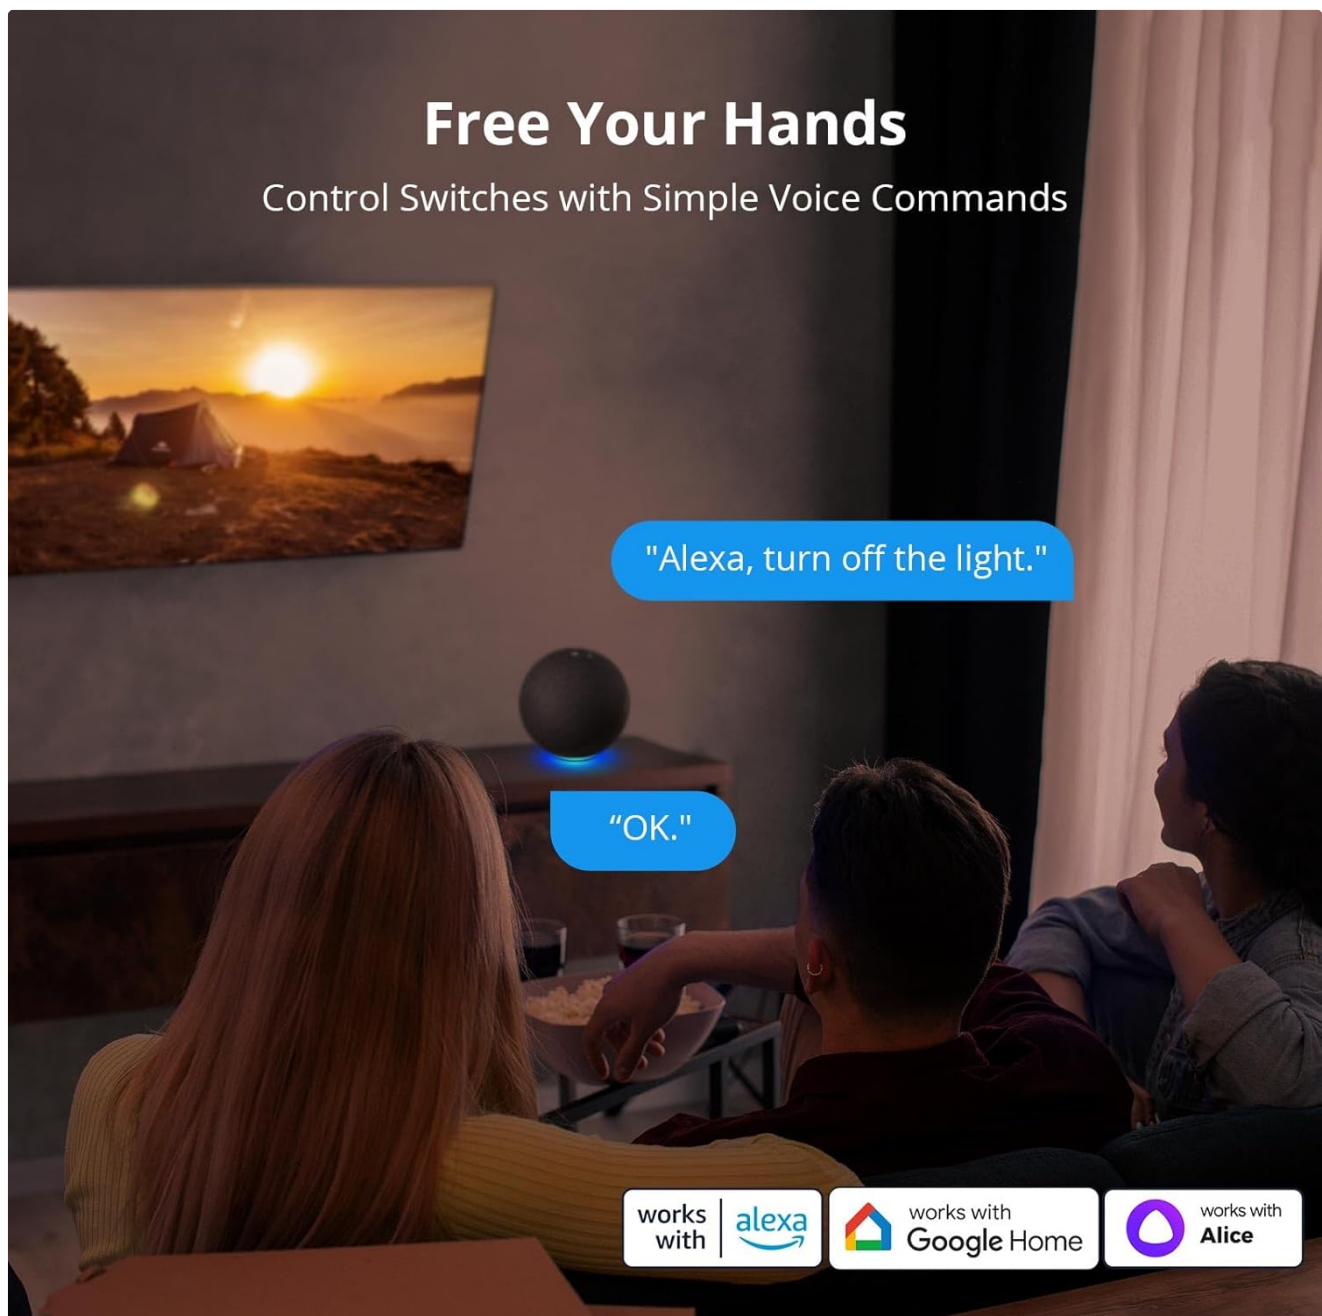 Free Your Hands
Control Switches with Simple Voice Commands
"Alexa, turn off the light."
“OK."
works
with
alexa
works with
Google Home
works with
Alice